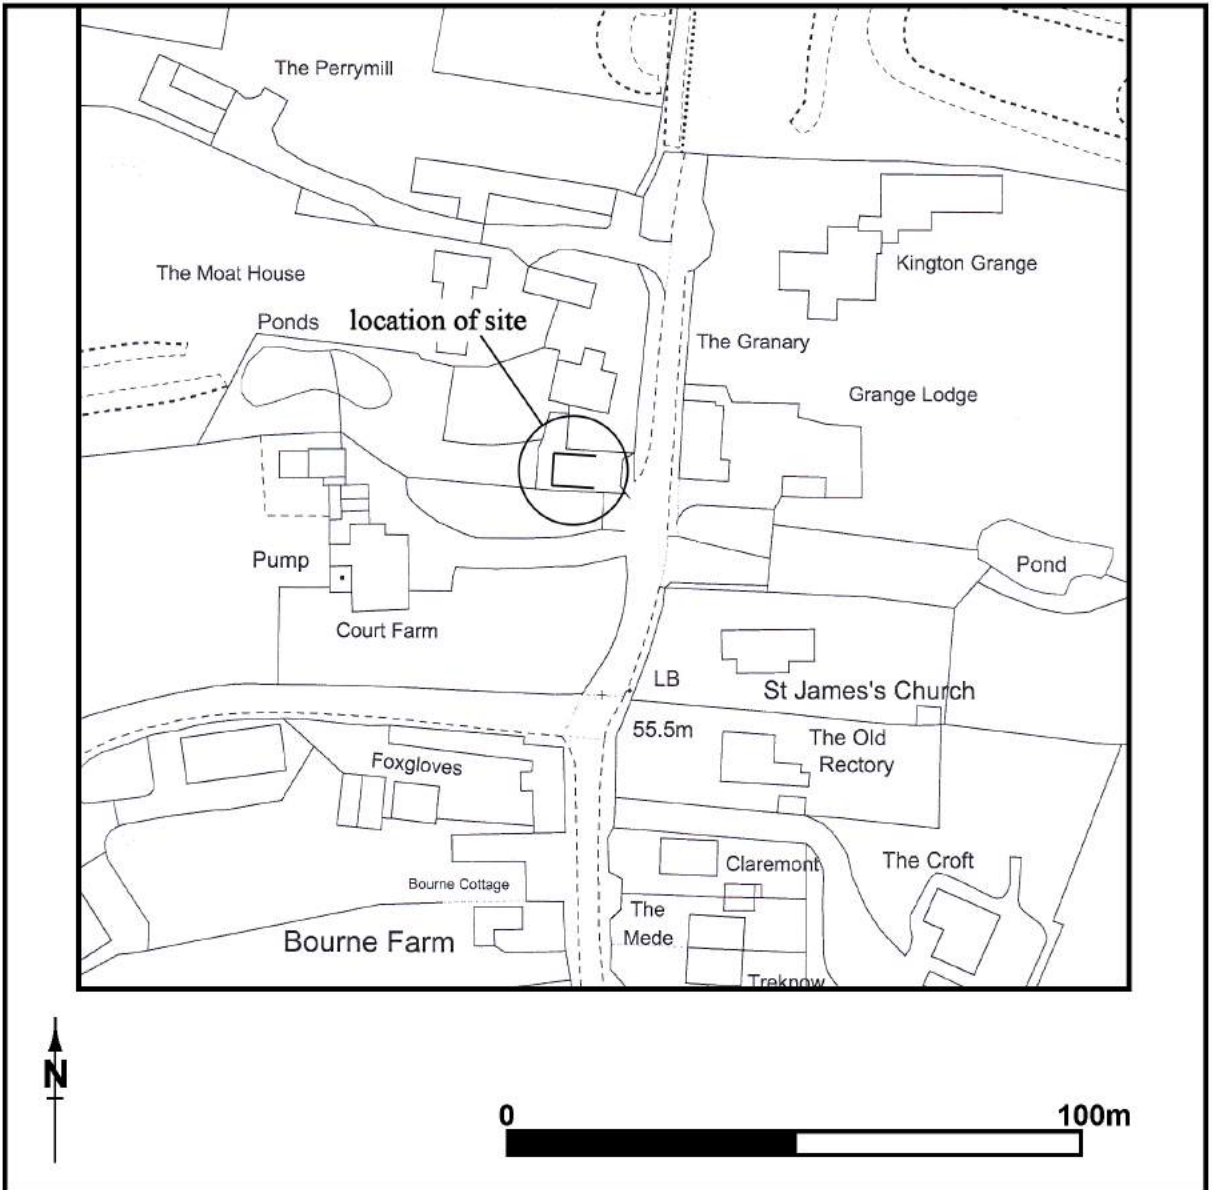 The Perrymill
Kington Grange
The Moat House
Ponds
location of site
The Granary
Grange Lodge
Pump
Pond
Court Farm
LB
St James's Church
55.5m
The Old
Rectory
Foxgloves
Claremont
The Croft
Bourne Cottage
The
Mede
Bourne Farm
Treknow
N
0
100m